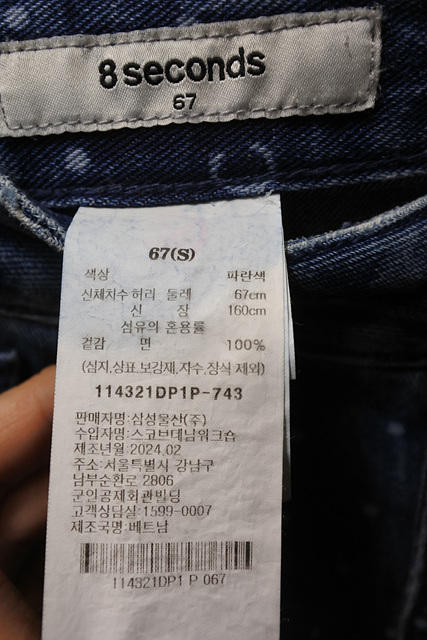 8 seconds
67
67(S)
색상 파란색
신체치수 허리 둘레 67cm
신 장 160cm
섬유의 혼용률
겉감 면 100%
(심지,상표,보강재,자수,장식 제외)
114321DP1P-743
판매자명:삼성물산(주)
수입자명:스코브데님워크숍
제조년월:2024.02
주소:서울특별시 강남구
남부순환로 2806
군인공제회관빌딩
고객상담실:1599-0007
제조국명:베트남
114321DP1 P 067